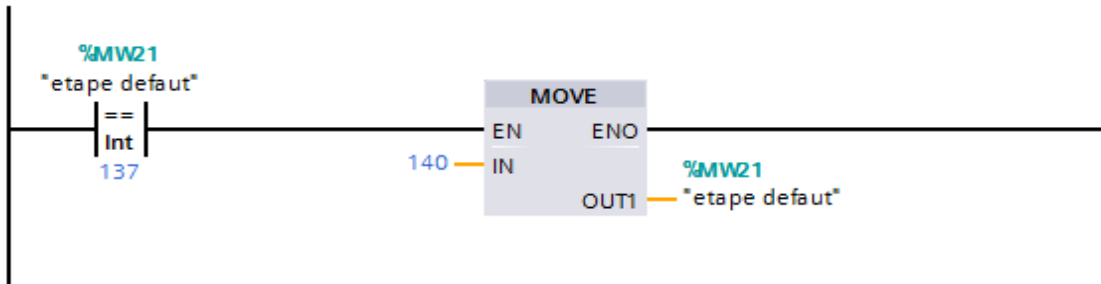 %MW21
"etape defaut"
==
Int
137
MOVE
EN ENO
140 IN
OUT1
%MW21
"etape defaut"